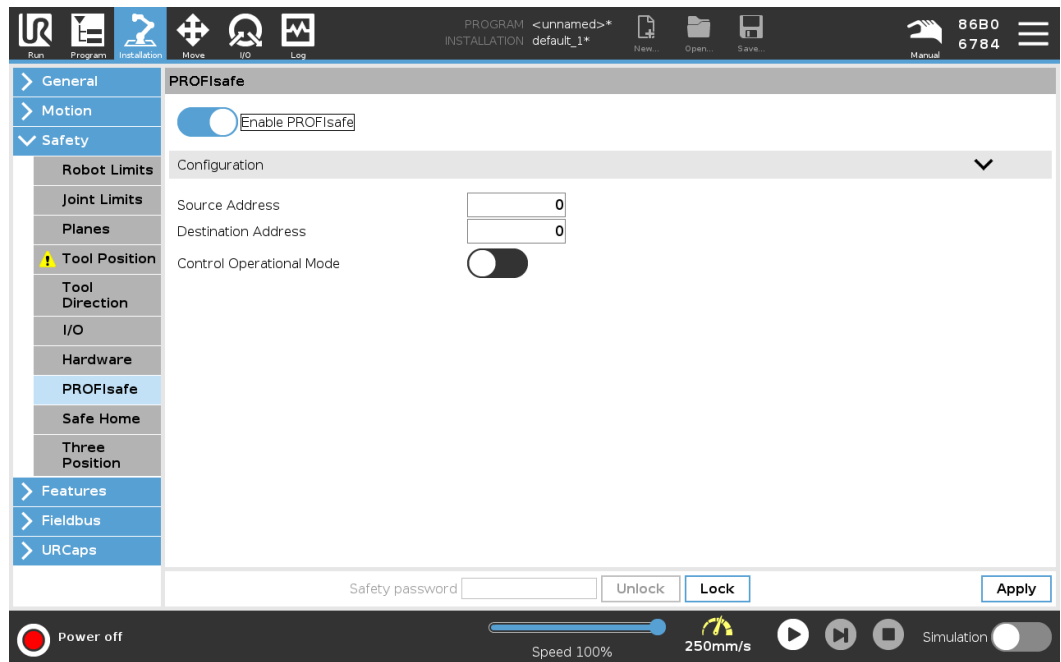 UR
PROGRAM <unnamed>*
INSTALLATION default_1*
86B0
6784
Run Program Installation Move I/O Log New... Open... Save... Manual
General
Motion
Safety
Robot Limits
Joint Limits
Planes
Tool Position
Tool
Direction
I/O
Hardware
PROFIsafe
Safe Home
Three
Position
Features
Fieldbus
URCaps
PROFIsafe
Enable PROFIsafe
Configuration
Source Address 0
Destination Address 0
Control Operational Mode
Safety password Unlock Lock Apply
Power off
Speed 100%
250mm/s
Simulation